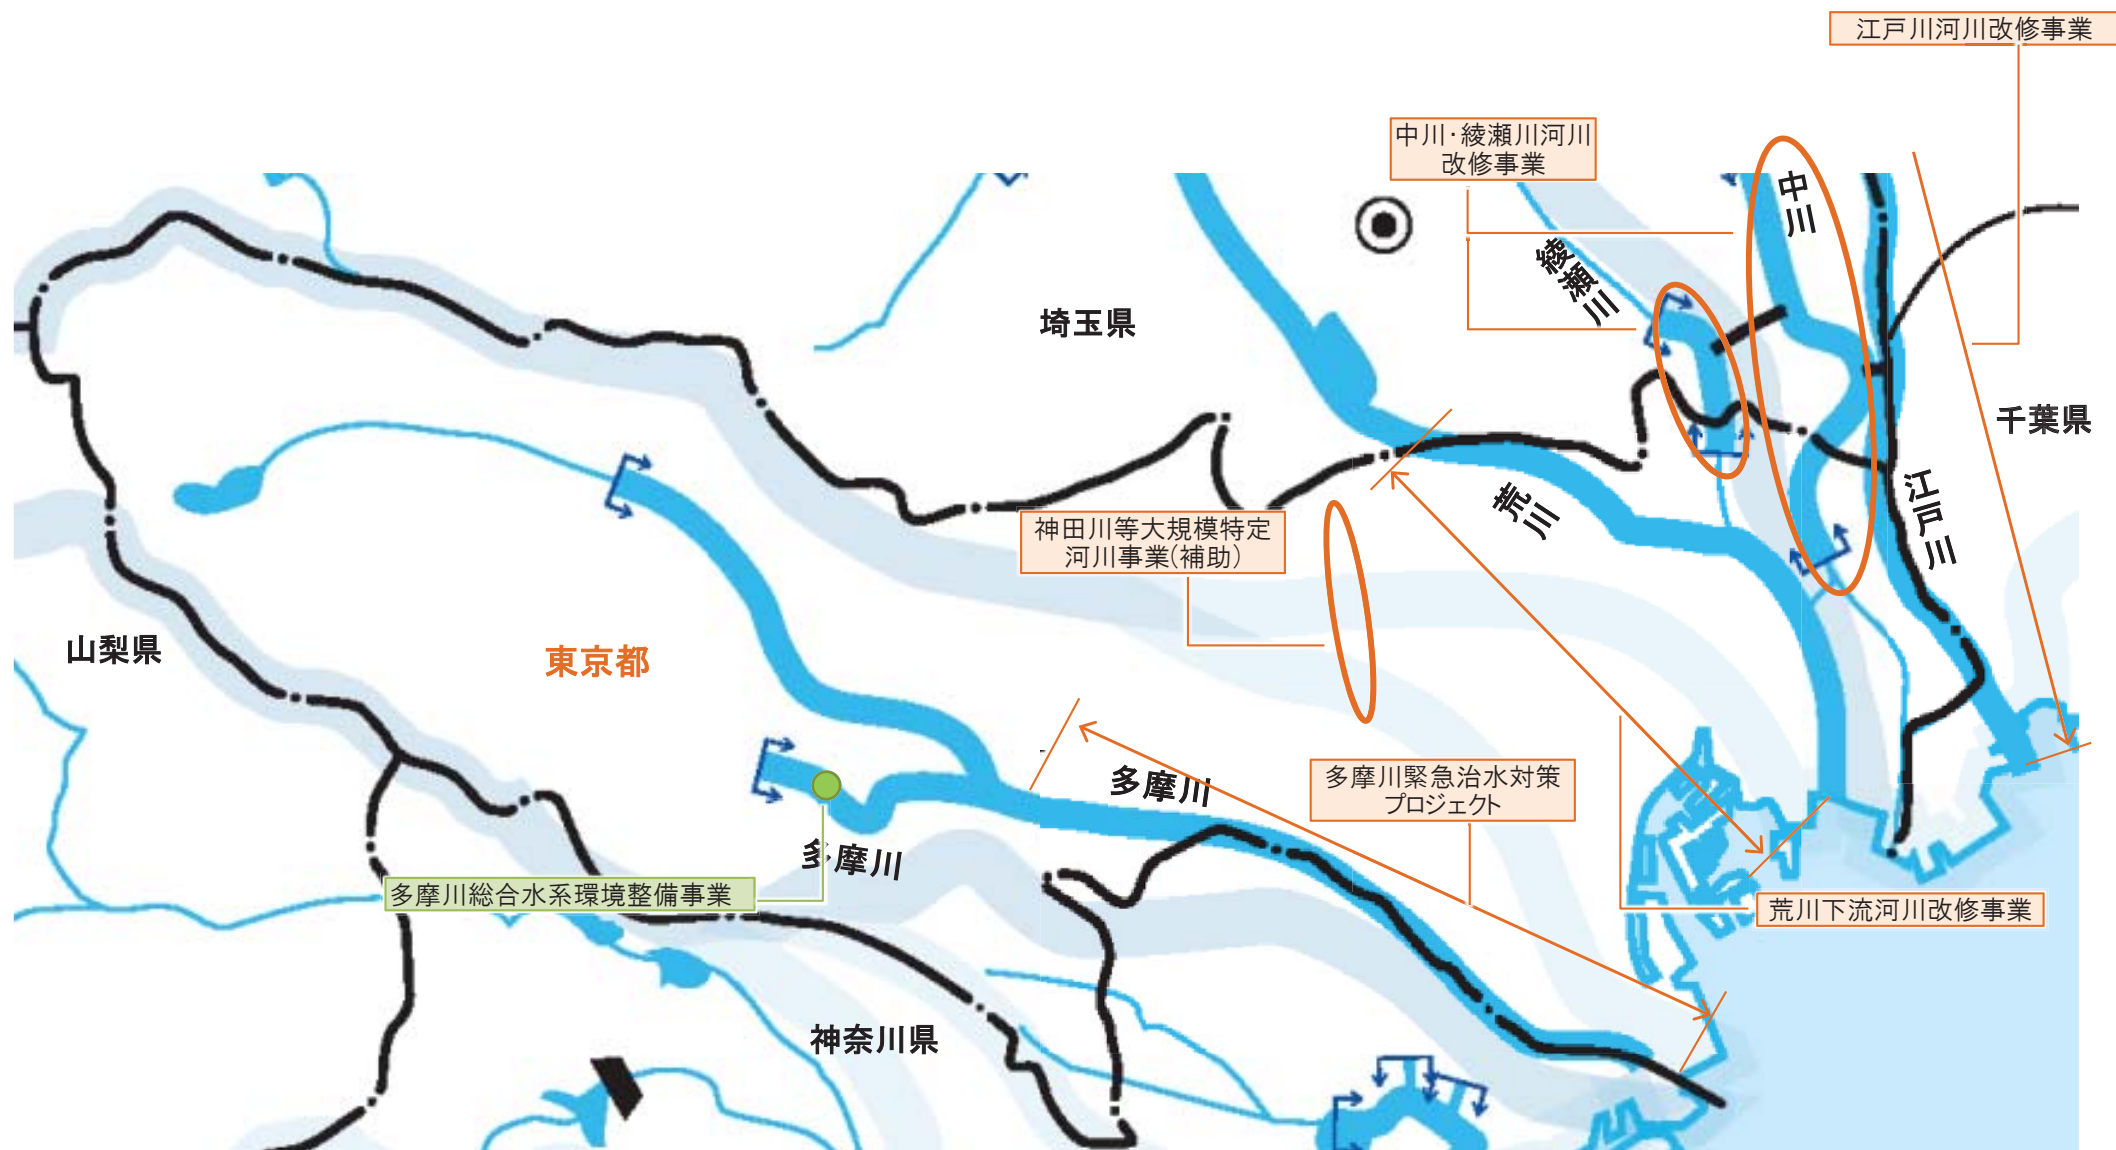 江戸川河川改修事業
中川・綾瀬川河川
改修事業
中川
綾瀬川
埼玉県
千葉県
荒川
江戸川
神田川等大規模特定
河川事業(補助)
山梨県
東京都
多摩川
多摩川緊急治水対策
プロジェクト
多摩川
多摩川総合水系環境整備事業
荒川下流河川改修事業
神奈川県